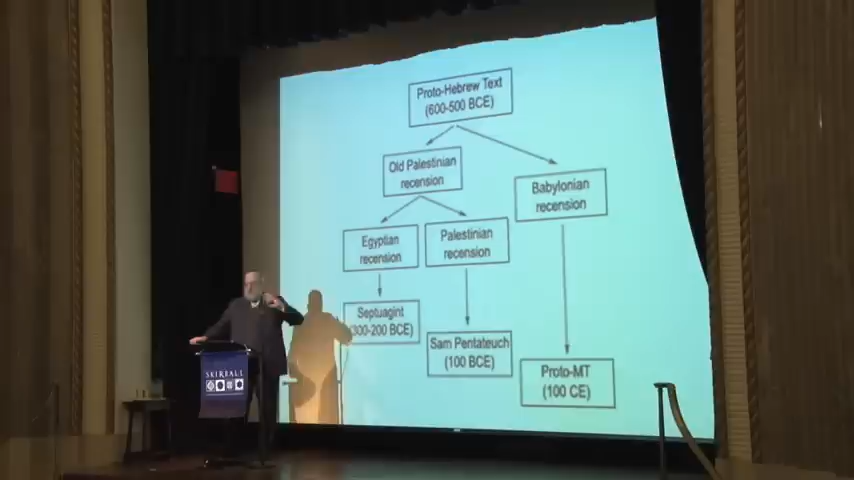 Proto-Hebrew Text
(600-500 BCE)
Old Palestinian
recension
Babylonian
recension
Egyptian
recension
Palestinian
recension
Septuagint
(300-200 BCE)
Sam Pentateuch
(100 BCE)
Proto-MT
(100 CE)
SKIRBALL